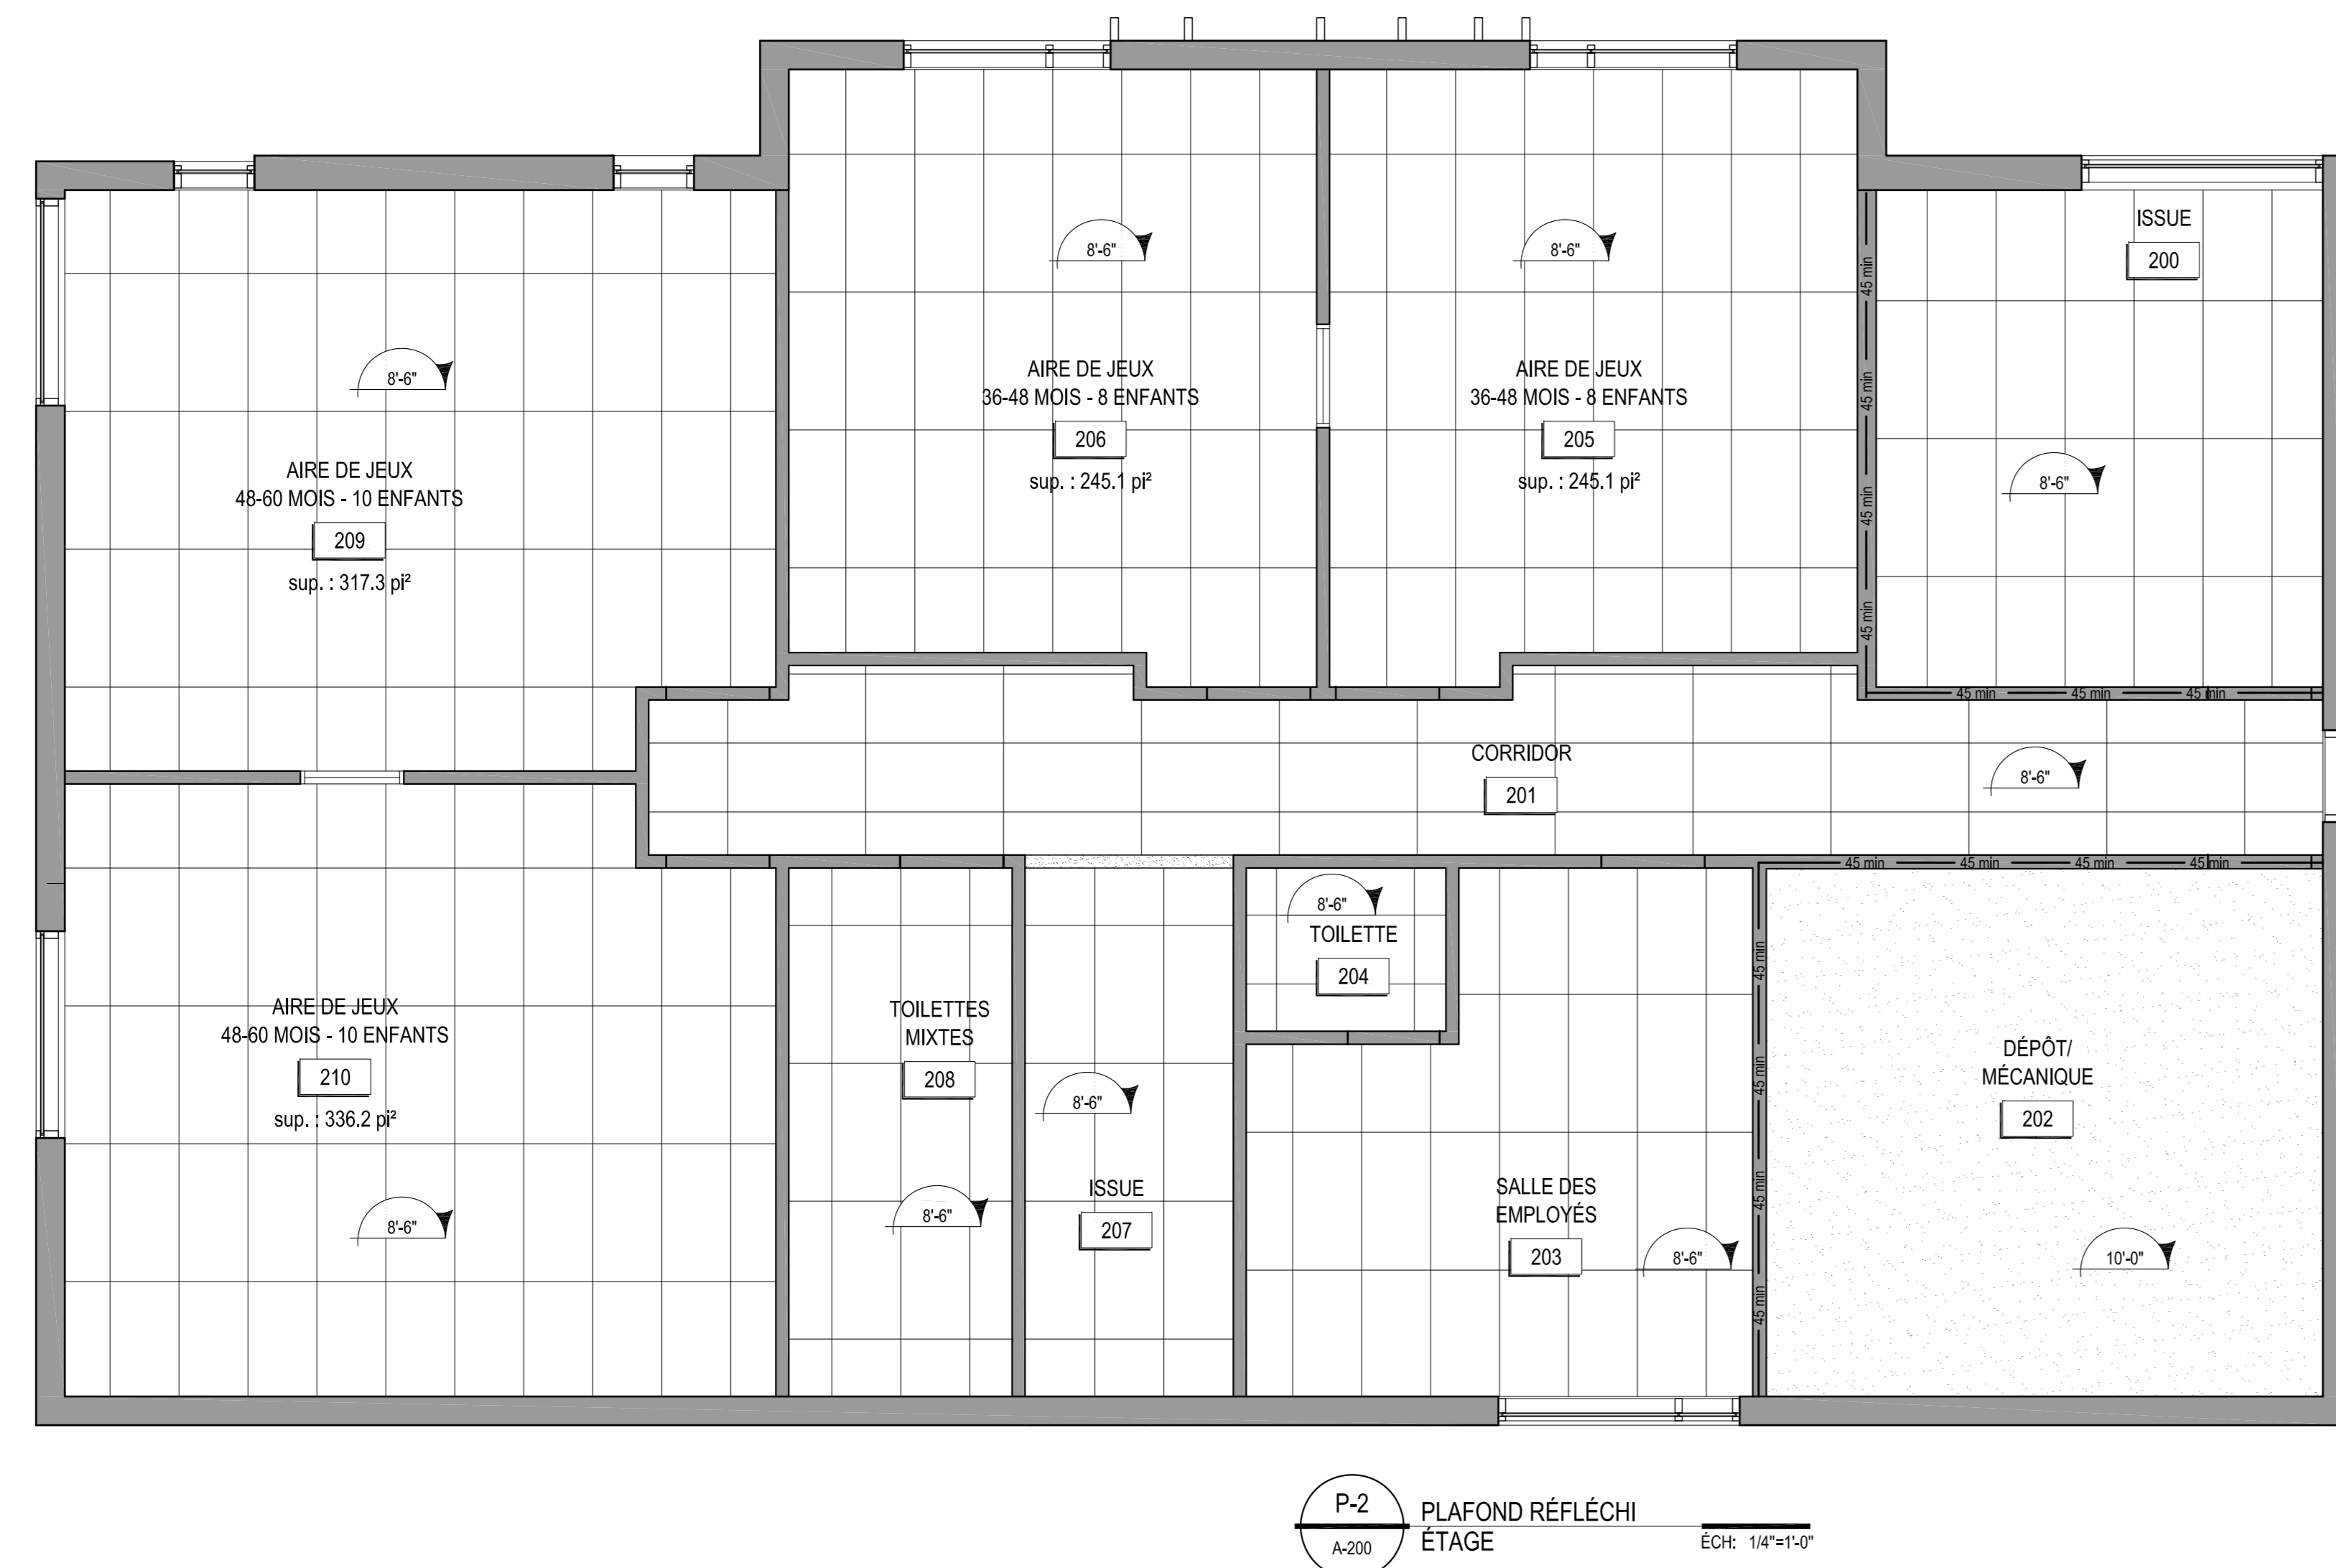 8'-6"
8'-6"
ISSUE
200
45 min
45 min
45 min
45 min
8'-6"
AIRE DE JEUX
48-60 MOIS - 10 ENFANTS
209
sup. : 317.3 pi²
AIRE DE JEUX
36-48 MOIS - 8 ENFANTS
206
sup. : 245.1 pi²
AIRE DE JEUX
36-48 MOIS - 8 ENFANTS
205
sup. : 245.1 pi²
8'-6"
45 min
45 min
45 min
CORRIDOR
201
8'-6"
45 min
45 min
45 min
45 min
8'-6"
TOILETTE
204
AIRE DE JEUX
48-60 MOIS - 10 ENFANTS
210
sup. : 336.2 pi²
8'-6"
TOILETTES
MIXTES
208
8'-6"
8'-6"
ISSUE
207
SALLE DES
EMPLOYÉS
203
8'-6"
45 min
45 min
45 min
45 min
DÉPÔT/
MÉCANIQUE
202
10'-0"
P-2
A-200
PLAFOND RÉFLÉCHI
ÉTAGE
ÉCH: 1/4"=1'-0"